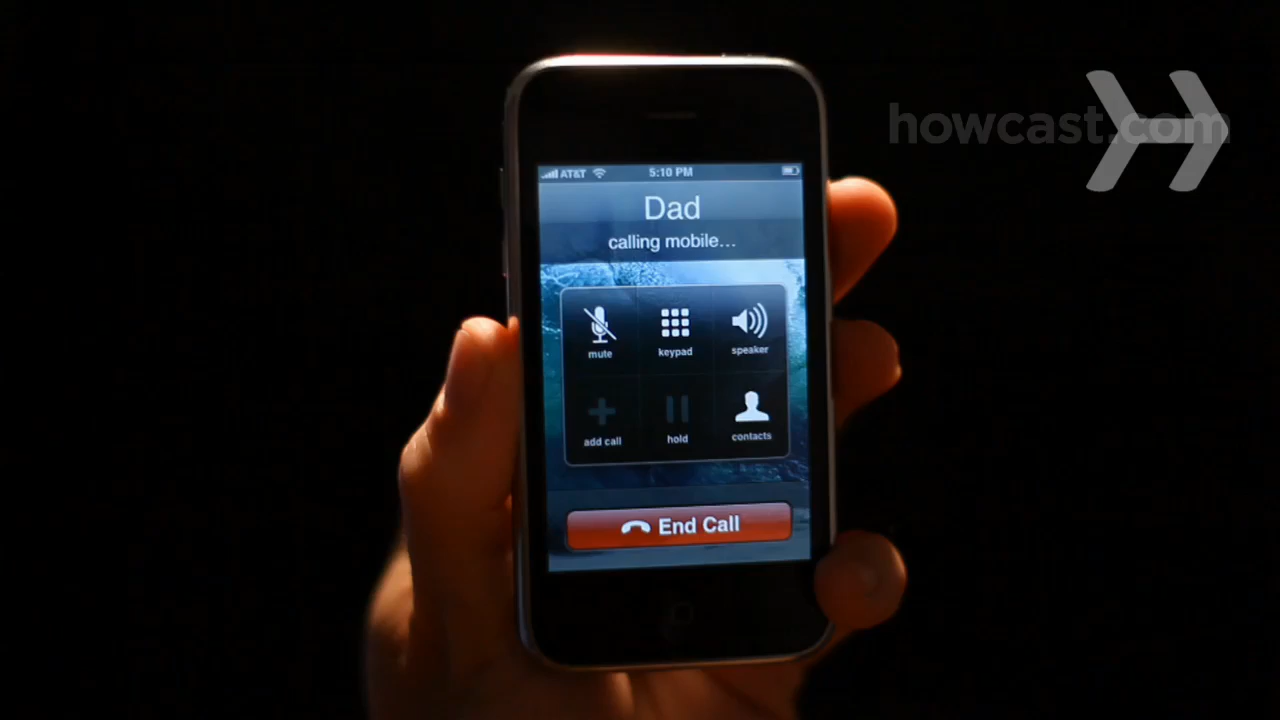 howcast.com
AT&T 5:10 PM
Dad
calling mobile...
mute keypad speaker
add call hold contacts
End Call